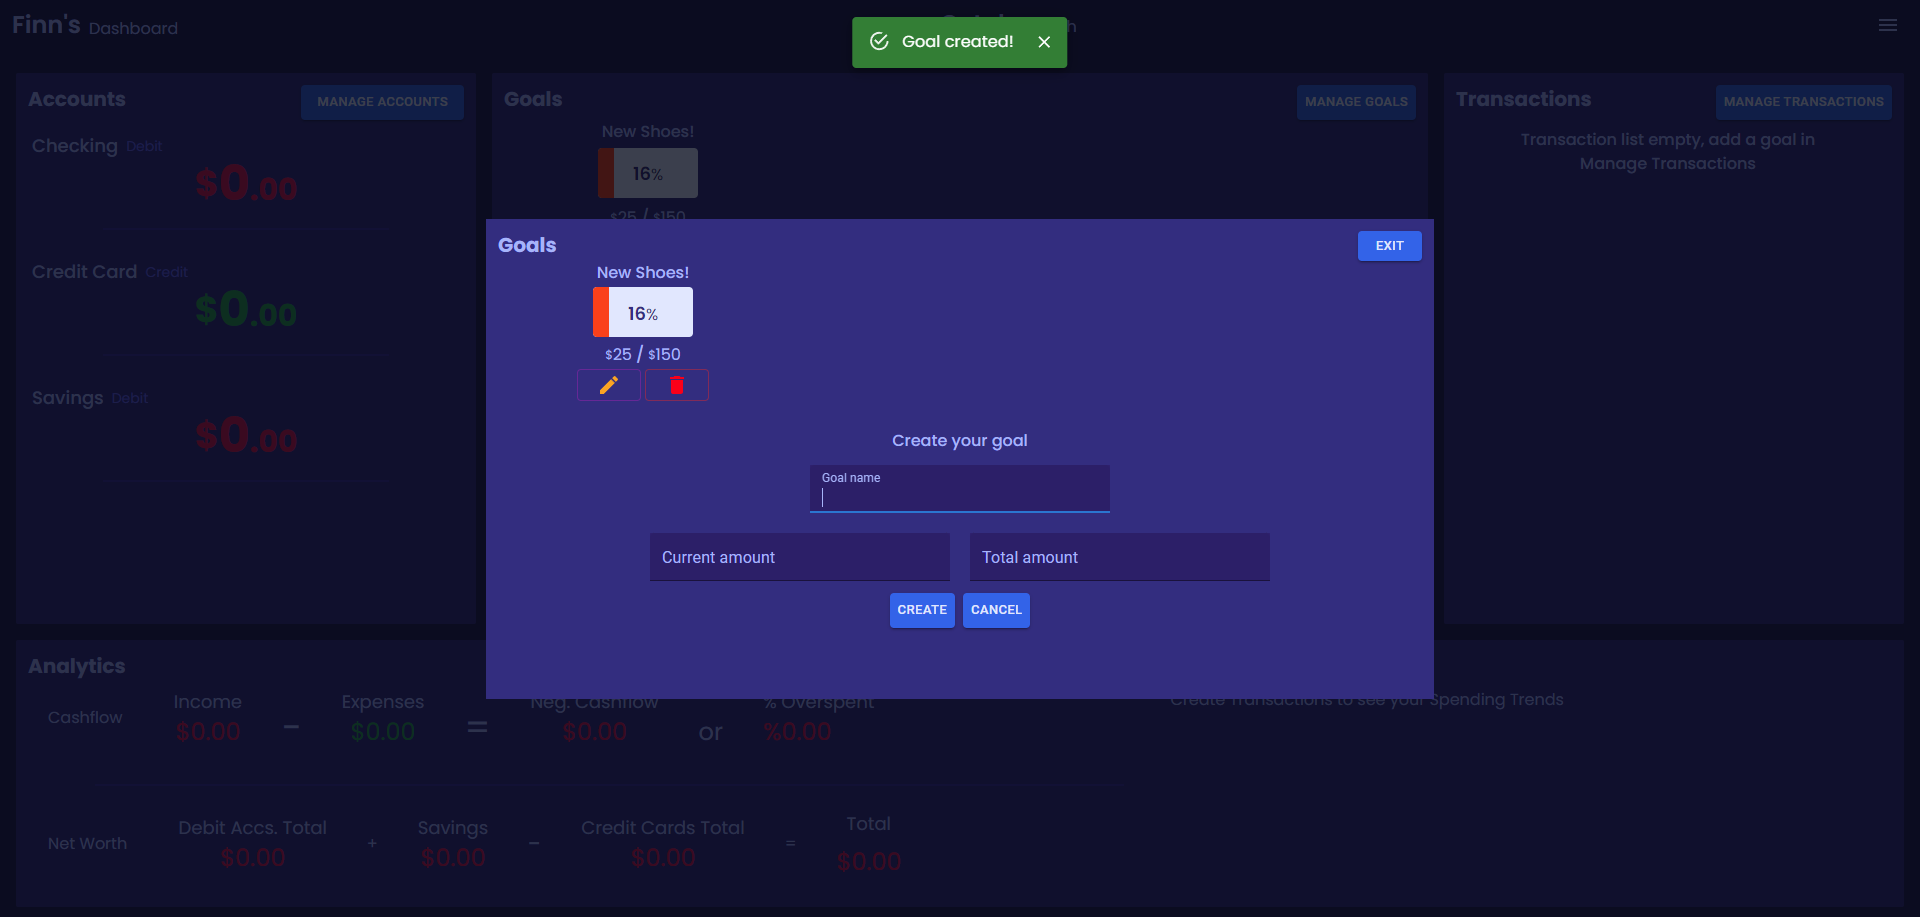 Finn's Dashboard
Goal created!
Accounts
MANAGE ACCOUNTS
Checking Debit
$0.00
Credit Card Credit
$0.00
Savings Debit
$0.00
Goals
MANAGE GOALS
New Shoes!
16%
$25 / $150
Transactions
MANAGE TRANSACTIONS
Transaction list empty, add a goal in
Manage Transactions
Goals
EXIT
New Shoes!
16%
$25 / $150
Create your goal
Goal name
Current amount
Total amount
CREATE
CANCEL
Analytics
Cashflow
Income
$0.00
−
Expenses
$0.00
=
Neg. Cashflow
$0.00
or
% Overspent
%0.00
Create Transactions to see your Spending Trends
Net Worth
Debit Accs. Total
$0.00
+
Savings
$0.00
−
Credit Cards Total
$0.00
=
Total
$0.00